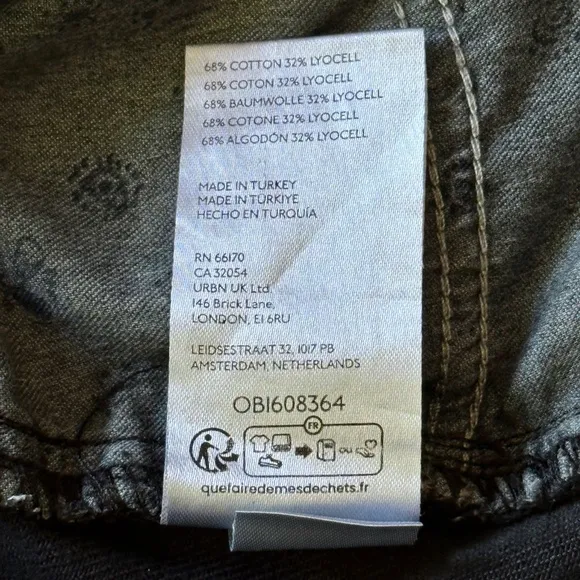 68% COTTON 32% LYOCELL
68% COTON 32% LYOCELL
68% BAUMWOLLE 32% LYOCELL
68% COTONE 32% LYOCELL
68% ALGODÓN 32% LYOCELL
MADE IN TURKEY
MADE IN TÜRKIYE
HECHO EN TURQUÍA
RN 66170
CA 32054
URBN UK Ltd.
146 Brick Lane,
LONDON, E1 6RU
LEIDSESTRAAT 32, 1017 PB
AMSTERDAM, NETHERLANDS
OB1608364
FR
OU
quefairedemesdechets.fr